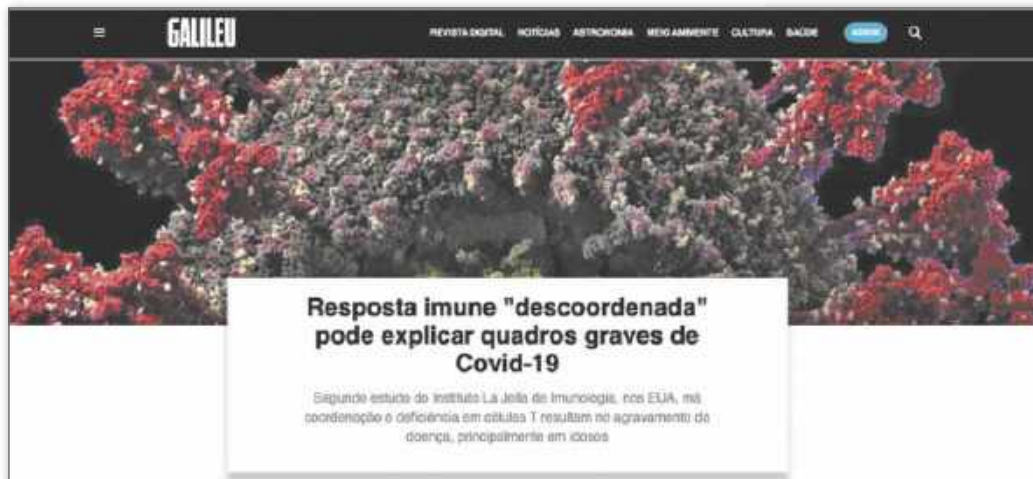 GALILEU
REVISTA DIGITAL NOTÍCIAS ASTRONOMIA MEIO AMBIENTE CULTURA SAÚDE ASSINE
Resposta imune "descoordenada"
pode explicar quadros graves de
Covid-19
Segundo estudo do Instituto La Jolla de Imunologia, nos EUA, má
coordenação e deficiência em células T resultam no agravamento da
doença, principalmente em idosos